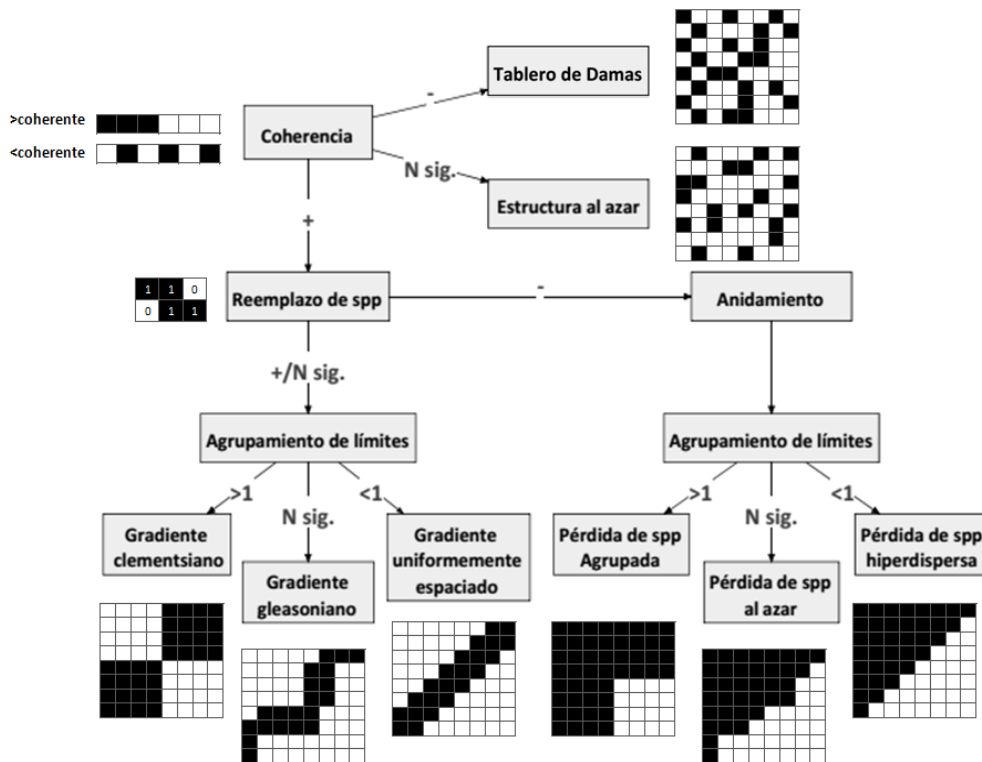 Tablero de Damas
-
>coherente
<coherente
Coherencia
N sig.
Estructura al azar
+
1 1 0
0 1 1
Reemplazo de spp
-
Anidamiento
+/N sig.
Agrupamiento de límites
Agrupamiento de límites
>1
N sig.
<1
>1
N sig.
<1
Gradiente
clementsiano
Gradiente
gleasoniano
Gradiente
uniformemente
espaciado
Pérdida de spp
Agrupada
Pérdida de spp
al azar
Pérdida de spp
hiperdispersa